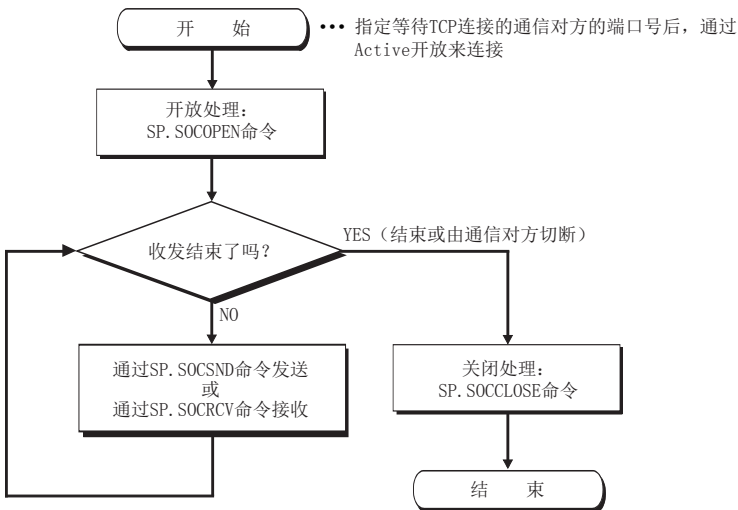 开 始
••• 指定等待TCP连接的通信对方的端口号后，通过
Active开放来连接
开放处理：
SP.SOCOPEN命令
收发结束了吗？
YES（结束或由通信对方切断）
NO
通过SP.SOCSND命令发送
或
通过SP.SOCRCV命令接收
关闭处理：
SP.SOCCLOSE命令
结 束